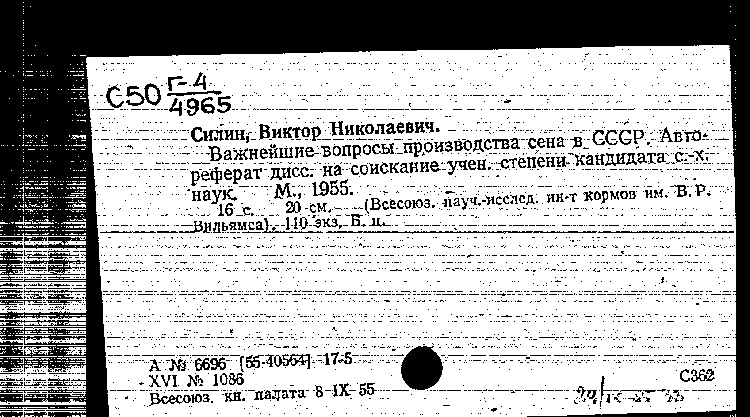 С50 Г-4
4965
Силин, Виктор Николаевич.
Важнейшие вопросы производства сена в СССР. Авто-
реферат дисс. на соискание учен. степени кандидата с.-х.
наук. М., 1955.
16 с. 20 см. (Всесоюз. науч.-исслед. ин-т кормов им. В. Р.
Вильямса). 110 экз. Б. ц.
А № 6696 [55-40564] 17-5
XVI № 1086
Всесоюз. кн. палата 8-IX-55
С362